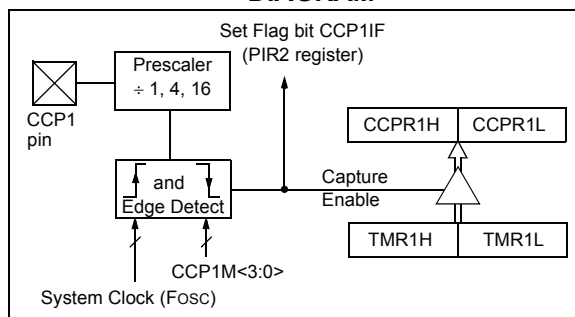 DIAGRAM
Set Flag bit CCP1IF
(PIR2 register)
Prescaler
÷ 1, 4, 16
CCP1
pin
CCPR1H
CCPR1L
and
Edge Detect
Capture
Enable
TMR1H
TMR1L
CCP1M<3:0>
System Clock (FOSC)